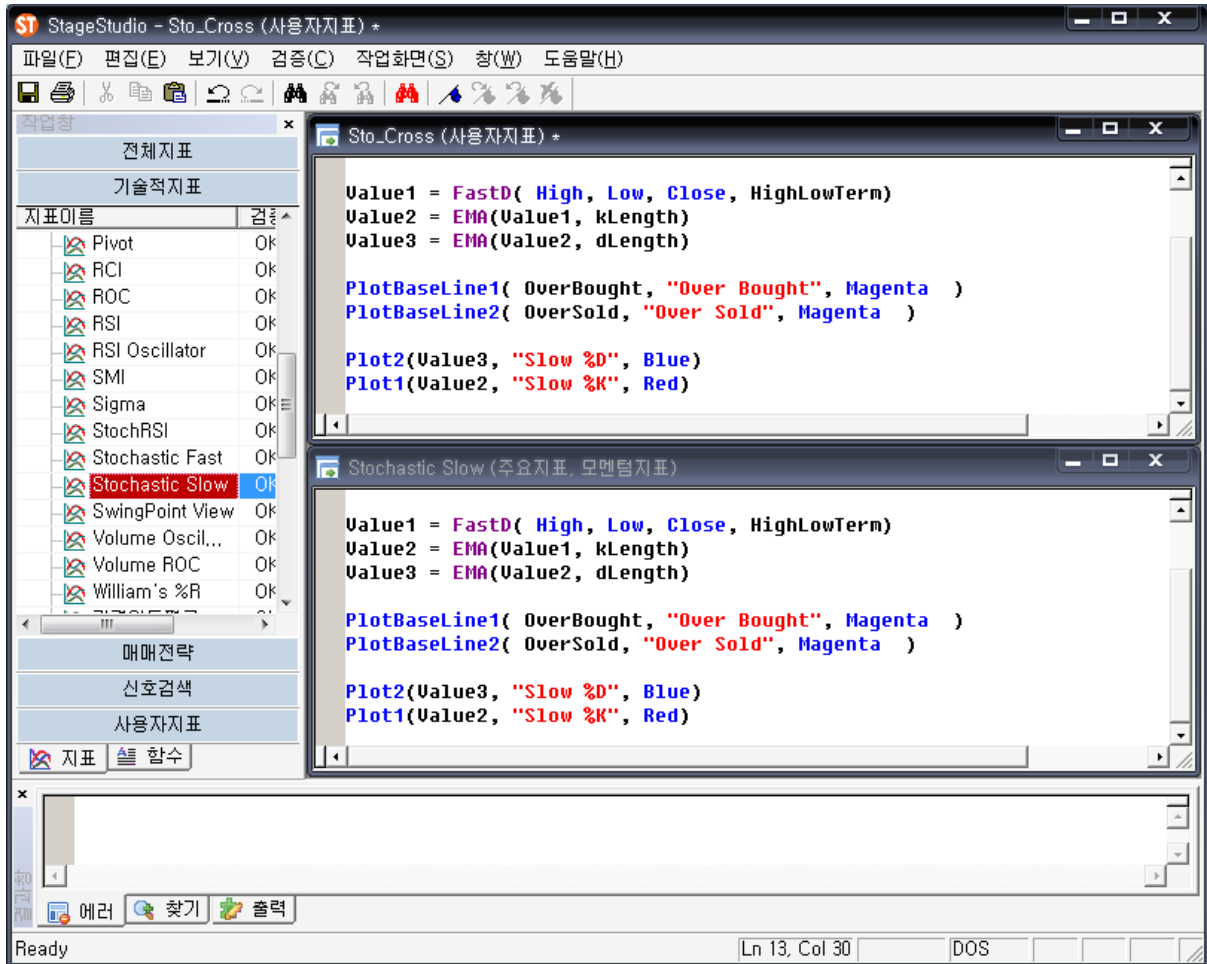 StageStudio - Sto_Cross (사용자지표) *
파일(F) 편집(E) 보기(V) 검증(C) 작업화면(S) 창(W) 도움말(H)
작업창
전체지표
기술적지표
지표이름
Pivot OK
RCI OK
ROC OK
RSI OK
RSI Oscillator OK
SMI OK
Sigma OK
StochRSI OK
Stochastic Fast OK
Stochastic Slow OK
SwingPoint View OK
Volume Oscil,,, OK
Volume ROC OK
William's %R OK
매매전략
신호검색
사용자지표
지표 함수
Sto_Cross (사용자지표) *
Value1 = FastD( High, Low, Close, HighLowTerm)
Value2 = EMA(Value1, kLength)
Value3 = EMA(Value2, dLength)
PlotBaseLine1( OverBought, "Over Bought", Magenta )
PlotBaseLine2( OverSold, "Over Sold", Magenta )
Plot2(Value3, "Slow %D", Blue)
Plot1(Value2, "Slow %K", Red)
Stochastic Slow (주요지표, 모멘텀지표)
Value1 = FastD( High, Low, Close, HighLowTerm)
Value2 = EMA(Value1, kLength)
Value3 = EMA(Value2, dLength)
PlotBaseLine1( OverBought, "Over Bought", Magenta )
PlotBaseLine2( OverSold, "Over Sold", Magenta )
Plot2(Value3, "Slow %D", Blue)
Plot1(Value2, "Slow %K", Red)
에러 찾기 출력
Ready Ln 13, Col 30 DOS